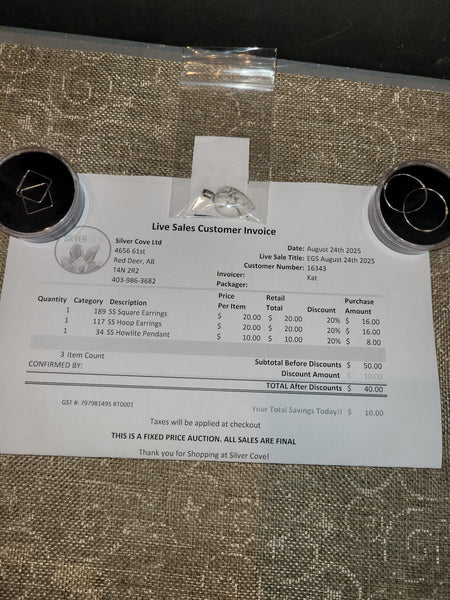 Live Sales Customer Invoice
SILVER COVE
Silver Cove Ltd
4656 61st
Red Deer, AB
T4N 2R2
403-986-3682
Date: August 24th 2025
Live Sale Title: EGS August 24th 2025
Customer Number: 16343
Invoicer: Kat
Packager:
Quantity Category Description Price Per Item Retail Total Discount Purchase Amount
1 189 SS Square Earrings $ 20.00 $ 20.00 20% $ 16.00
1 117 SS Hoop Earrings $ 20.00 $ 20.00 20% $ 16.00
1 34 SS Howlite Pendant $ 10.00 $ 10.00 20% $ 8.00
3 Item Count
Subtotal Before Discounts $ 50.00
CONFIRMED BY:
Discount Amount $ 10.00
TOTAL After Discounts $ 40.00
GST #: 797981495 RT0001
Your Total Savings Today!! $ 10.00
Taxes will be applied at checkout
THIS IS A FIXED PRICE AUCTION. ALL SALES ARE FINAL
Thank you for Shopping at Silver Cove!